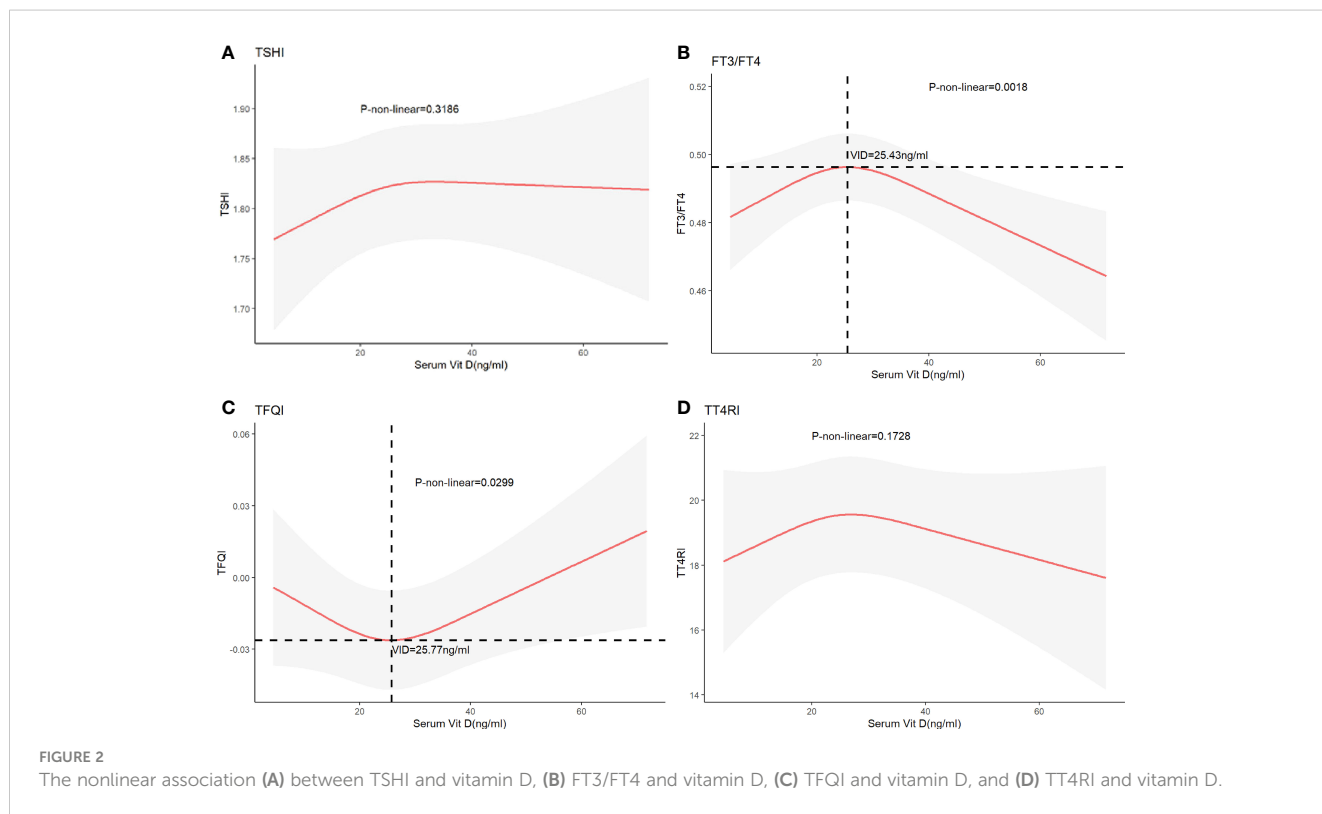 A
TSHI
P-non-linear=0.3186
1.90
1.85
1.80
1.75
1.70
TSHI
20
40
60
Serum Vit D(ng/ml)
B
FT3/FT4
P-non-linear=0.0018
VID=25.43ng/ml
0.52
0.50
0.48
0.46
FT3/FT4
20
40
60
Serum Vit D(ng/ml)
C
TFQI
P-non-linear=0.0299
VID=25.77ng/ml
0.06
0.03
0.00
-0.03
TFQI
20
40
60
Serum Vit D(ng/ml)
D
TT4RI
P-non-linear=0.1728
22
20
18
16
14
TT4RI
20
40
60
Serum Vit D(ng/ml)
FIGURE 2
The nonlinear association (A) between TSHI and vitamin D, (B) FT3/FT4 and vitamin D, (C) TFQI and vitamin D, and (D) TT4RI and vitamin D.